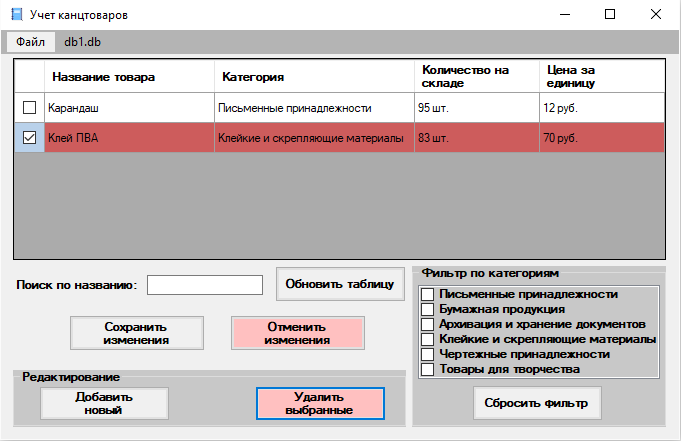 Учет канцтоваров
Файл db1.db
Название товара Категория Количество на складе Цена за единицу
Карандаш Письменные принадлежности 95 шт. 12 руб.
Клей ПВА Клейкие и скрепляющие материалы 83 шт. 70 руб.
Поиск по названию: Обновить таблицу
Сохранить изменения
Отменить изменения
Редактирование
Добавить новый
Удалить выбранные
Фильтр по категориям
Письменные принадлежности
Бумажная продукция
Архивация и хранение документов
Клейкие и скрепляющие материалы
Чертежные принадлежности
Товары для творчества
Сбросить фильтр